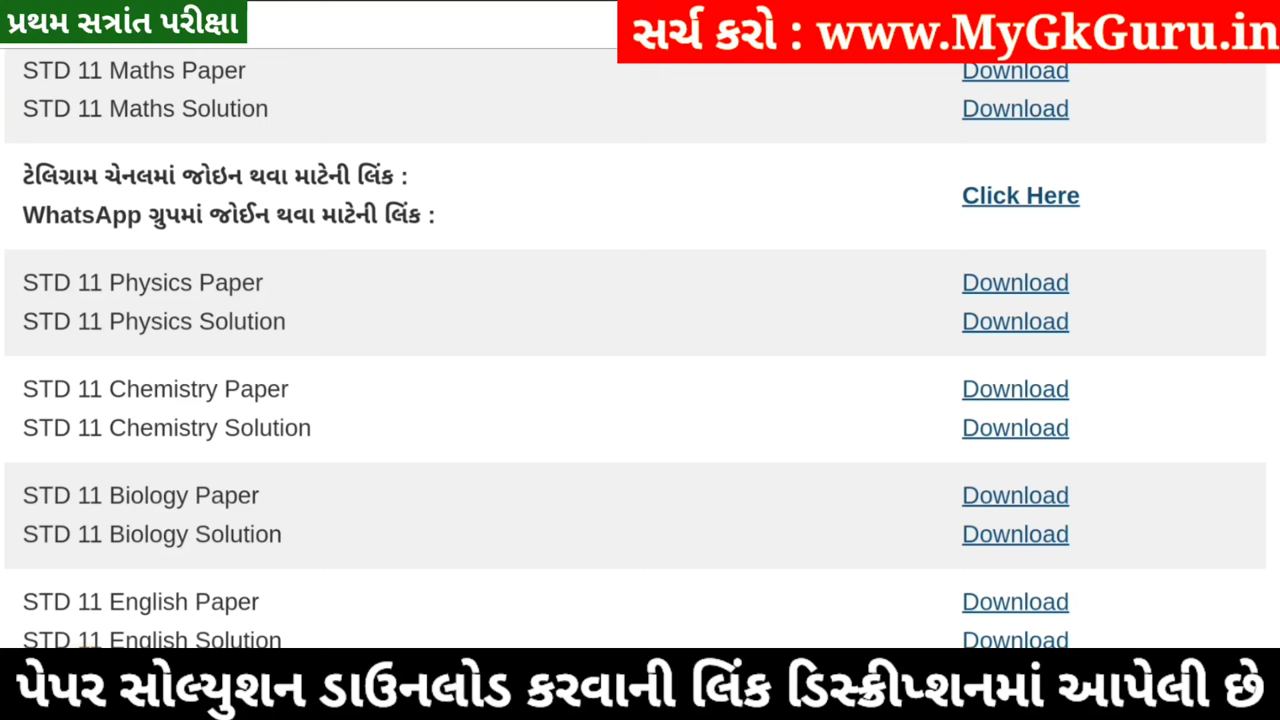 પ્રથમ સત્રાંત પરીક્ષા
સર્ચ કરો : www.MyGkGuru.in
STD 11 Maths Paper Download
STD 11 Maths Solution Download
ટેલિગ્રામ ચેનલમાં જોઇન થવા માટેની લિંક :
Click Here
WhatsApp ગ્રુપમાં જોઈન થવા માટેની લિંક :
STD 11 Physics Paper Download
STD 11 Physics Solution Download
STD 11 Chemistry Paper Download
STD 11 Chemistry Solution Download
STD 11 Biology Paper Download
STD 11 Biology Solution Download
STD 11 English Paper Download
STD 11 English Solution Download
પેપર સોલ્યુશન ડાઉનલોડ કરવાની લિંક ડિસ્ક્રીપ્શનમાં આપેલી છે